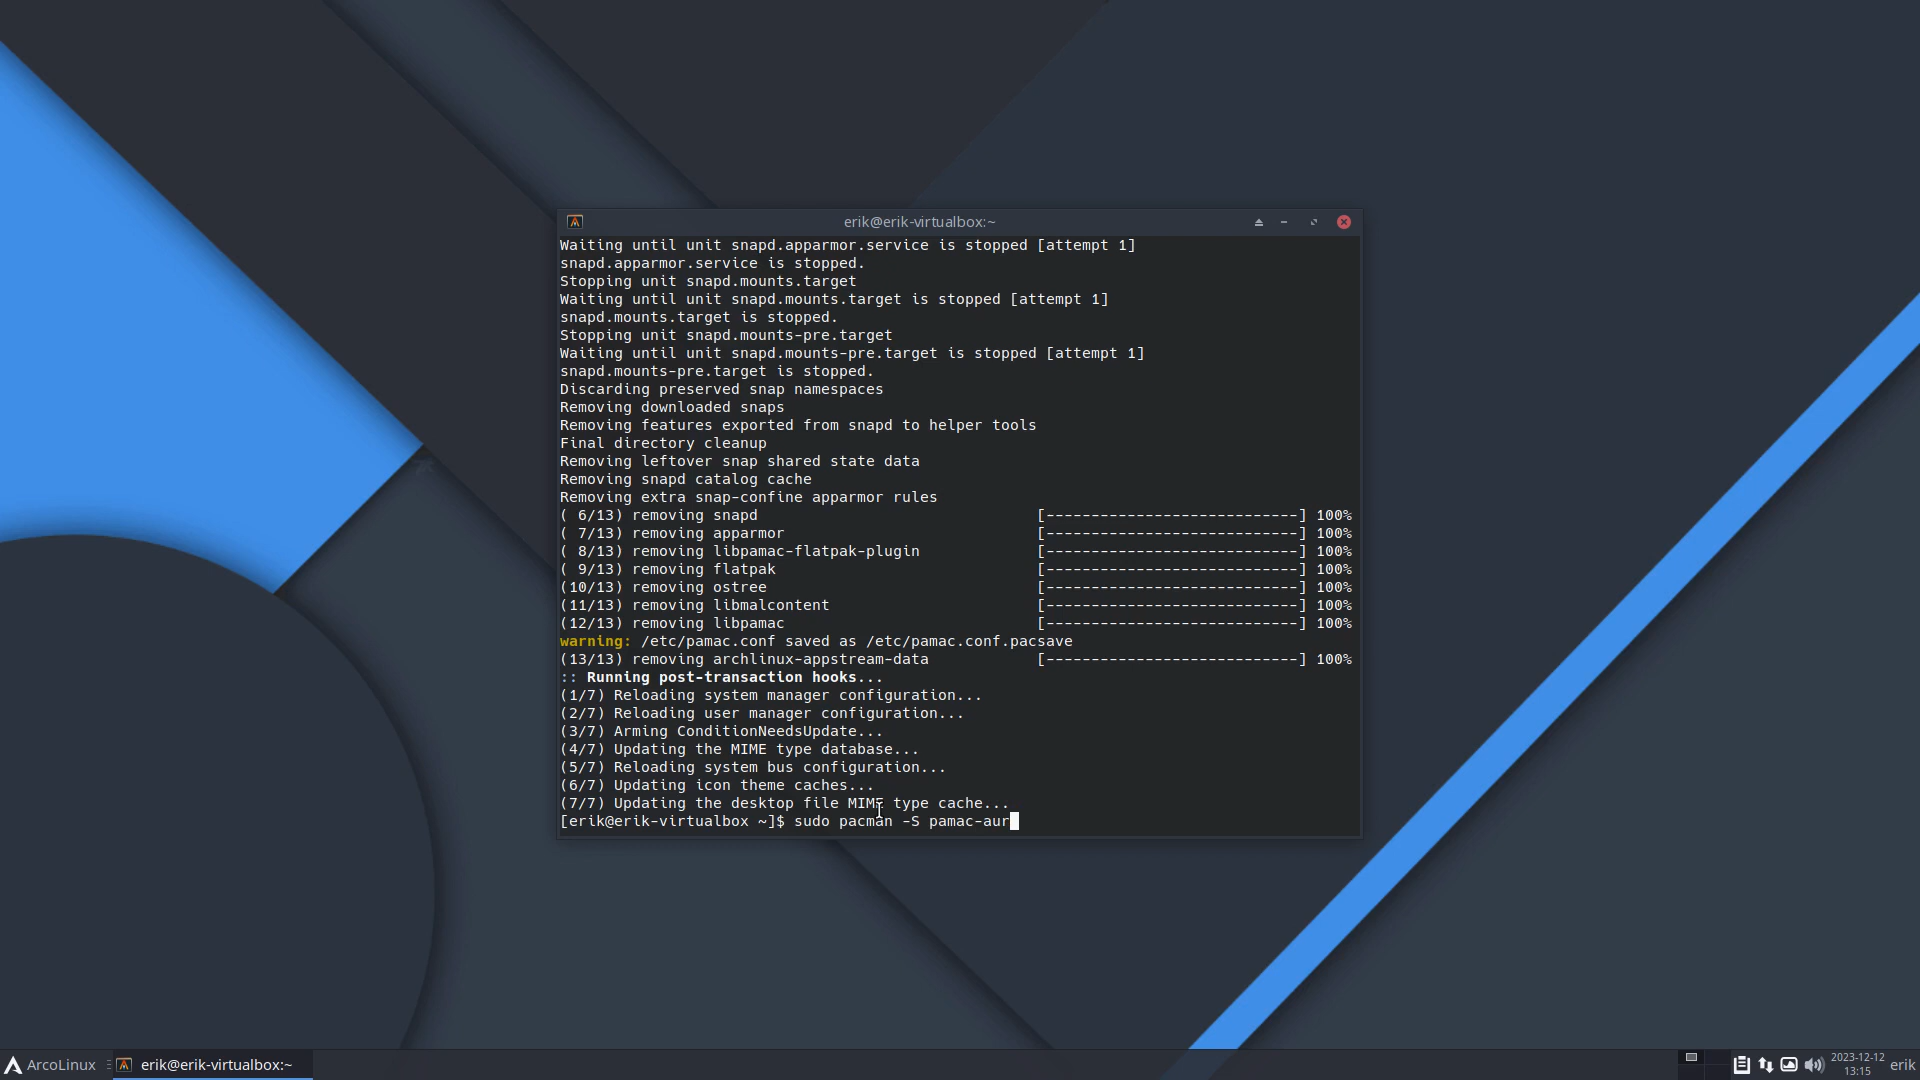 erik@erik-virtualbox:~
Waiting until unit snapd.apparmor.service is stopped [attempt 1]
snapd.apparmor.service is stopped.
Stopping unit snapd.mounts.target
Waiting until unit snapd.mounts.target is stopped [attempt 1]
snapd.mounts.target is stopped.
Stopping unit snapd.mounts-pre.target
Waiting until unit snapd.mounts-pre.target is stopped [attempt 1]
snapd.mounts-pre.target is stopped.
Discarding preserved snap namespaces
Removing downloaded snaps
Removing features exported from snapd to helper tools
Final directory cleanup
Removing leftover snap shared state data
Removing snapd catalog cache
Removing extra snap-confine apparmor rules
( 6/13) removing snapd [----------------------------] 100%
( 7/13) removing apparmor [----------------------------] 100%
( 8/13) removing libpamac-flatpak-plugin [----------------------------] 100%
( 9/13) removing flatpak [----------------------------] 100%
(10/13) removing ostree [----------------------------] 100%
(11/13) removing libmalcontent [----------------------------] 100%
(12/13) removing libpamac [----------------------------] 100%
warning: /etc/pamac.conf saved as /etc/pamac.conf.pacsave
(13/13) removing archlinux-appstream-data [----------------------------] 100%
:: Running post-transaction hooks...
(1/7) Reloading system manager configuration...
(2/7) Reloading user manager configuration...
(3/7) Arming ConditionNeedsUpdate...
(4/7) Updating the MIME type database...
(5/7) Reloading system bus configuration...
(6/7) Updating icon theme caches...
(7/7) Updating the desktop file MIME type cache...
[erik@erik-virtualbox ~]$ sudo pacman -S pamac-aur
ArcoLinux
erik@erik-virtualbox:~
2023-12-12
13:15
erik